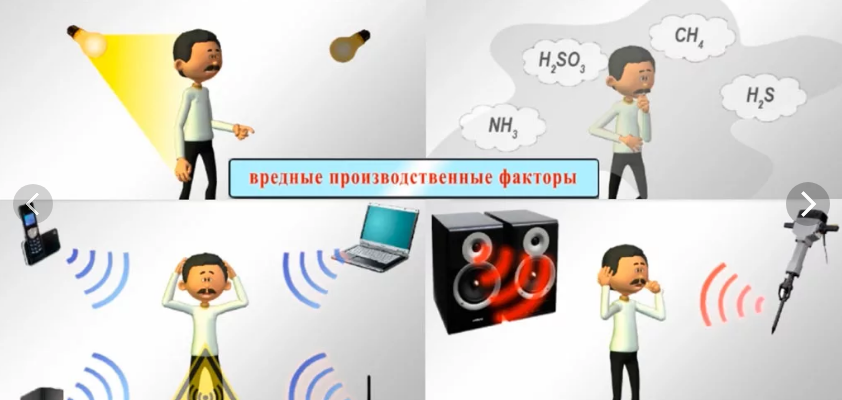 CH₄
H₂SO₃
H₂S
NH₃
вредные производственные факторы